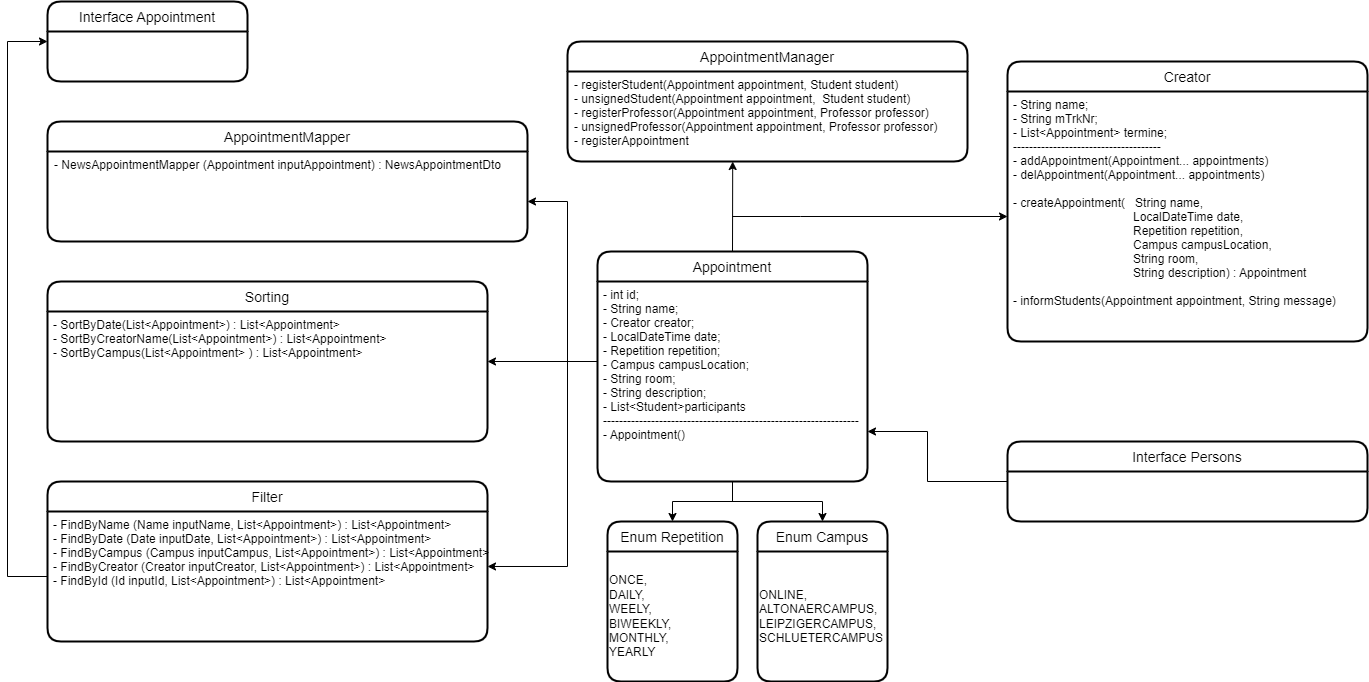 Interface Appointment
AppointmentMapper
- NewsAppointmentMapper (Appointment inputAppointment) : NewsAppointmentDto
Sorting
- SortByDate(List<Appointment>) : List<Appointment>
- SortByCreatorName(List<Appointment>) : List<Appointment>
- SortByCampus(List<Appointment> ) : List<Appointment>
Filter
- FindByName (Name inputName, List<Appointment>) : List<Appointment>
- FindByDate (Date inputDate, List<Appointment>) : List<Appointment>
- FindByCampus (Campus inputCampus, List<Appointment>) : List<Appointment>
- FindByCreator (Creator inputCreator, List<Appointment>) : List<Appointment>
- FindById (Id inputId, List<Appointment>) : List<Appointment>
AppointmentManager
- registerStudent(Appointment appointment, Student student)
- unsignedStudent(Appointment appointment,  Student student)
- registerProfessor(Appointment appointment, Professor professor)
- unsignedProfessor(Appointment appointment, Professor professor)
- registerAppointment
Appointment
- int id;
- String name;
- Creator creator;
- LocalDateTime date;
- Repetition repetition;
- Campus campusLocation;
- String room;
- String description;
- List<Student>participants
----------------------------------------------------------------
- Appointment()
Enum Repetition
ONCE,
DAILY,
WEELY,
BIWEEKLY,
MONTHLY,
YEARLY
Enum Campus
ONLINE,
ALTONAERCAMPUS,
LEIPZIGERCAMPUS,
SCHLUETERCAMPUS
Creator
- String name;
- String mTrkNr;
- List<Appointment> termine;
-------------------------------------
- addAppointment(Appointment... appointments)
- delAppointment(Appointment... appointments)
- createAppointment(   String name,
LocalDateTime date,
Repetition repetition,
Campus campusLocation,
String room,
String description) : Appointment
- informStudents(Appointment appointment, String message)
Interface Persons